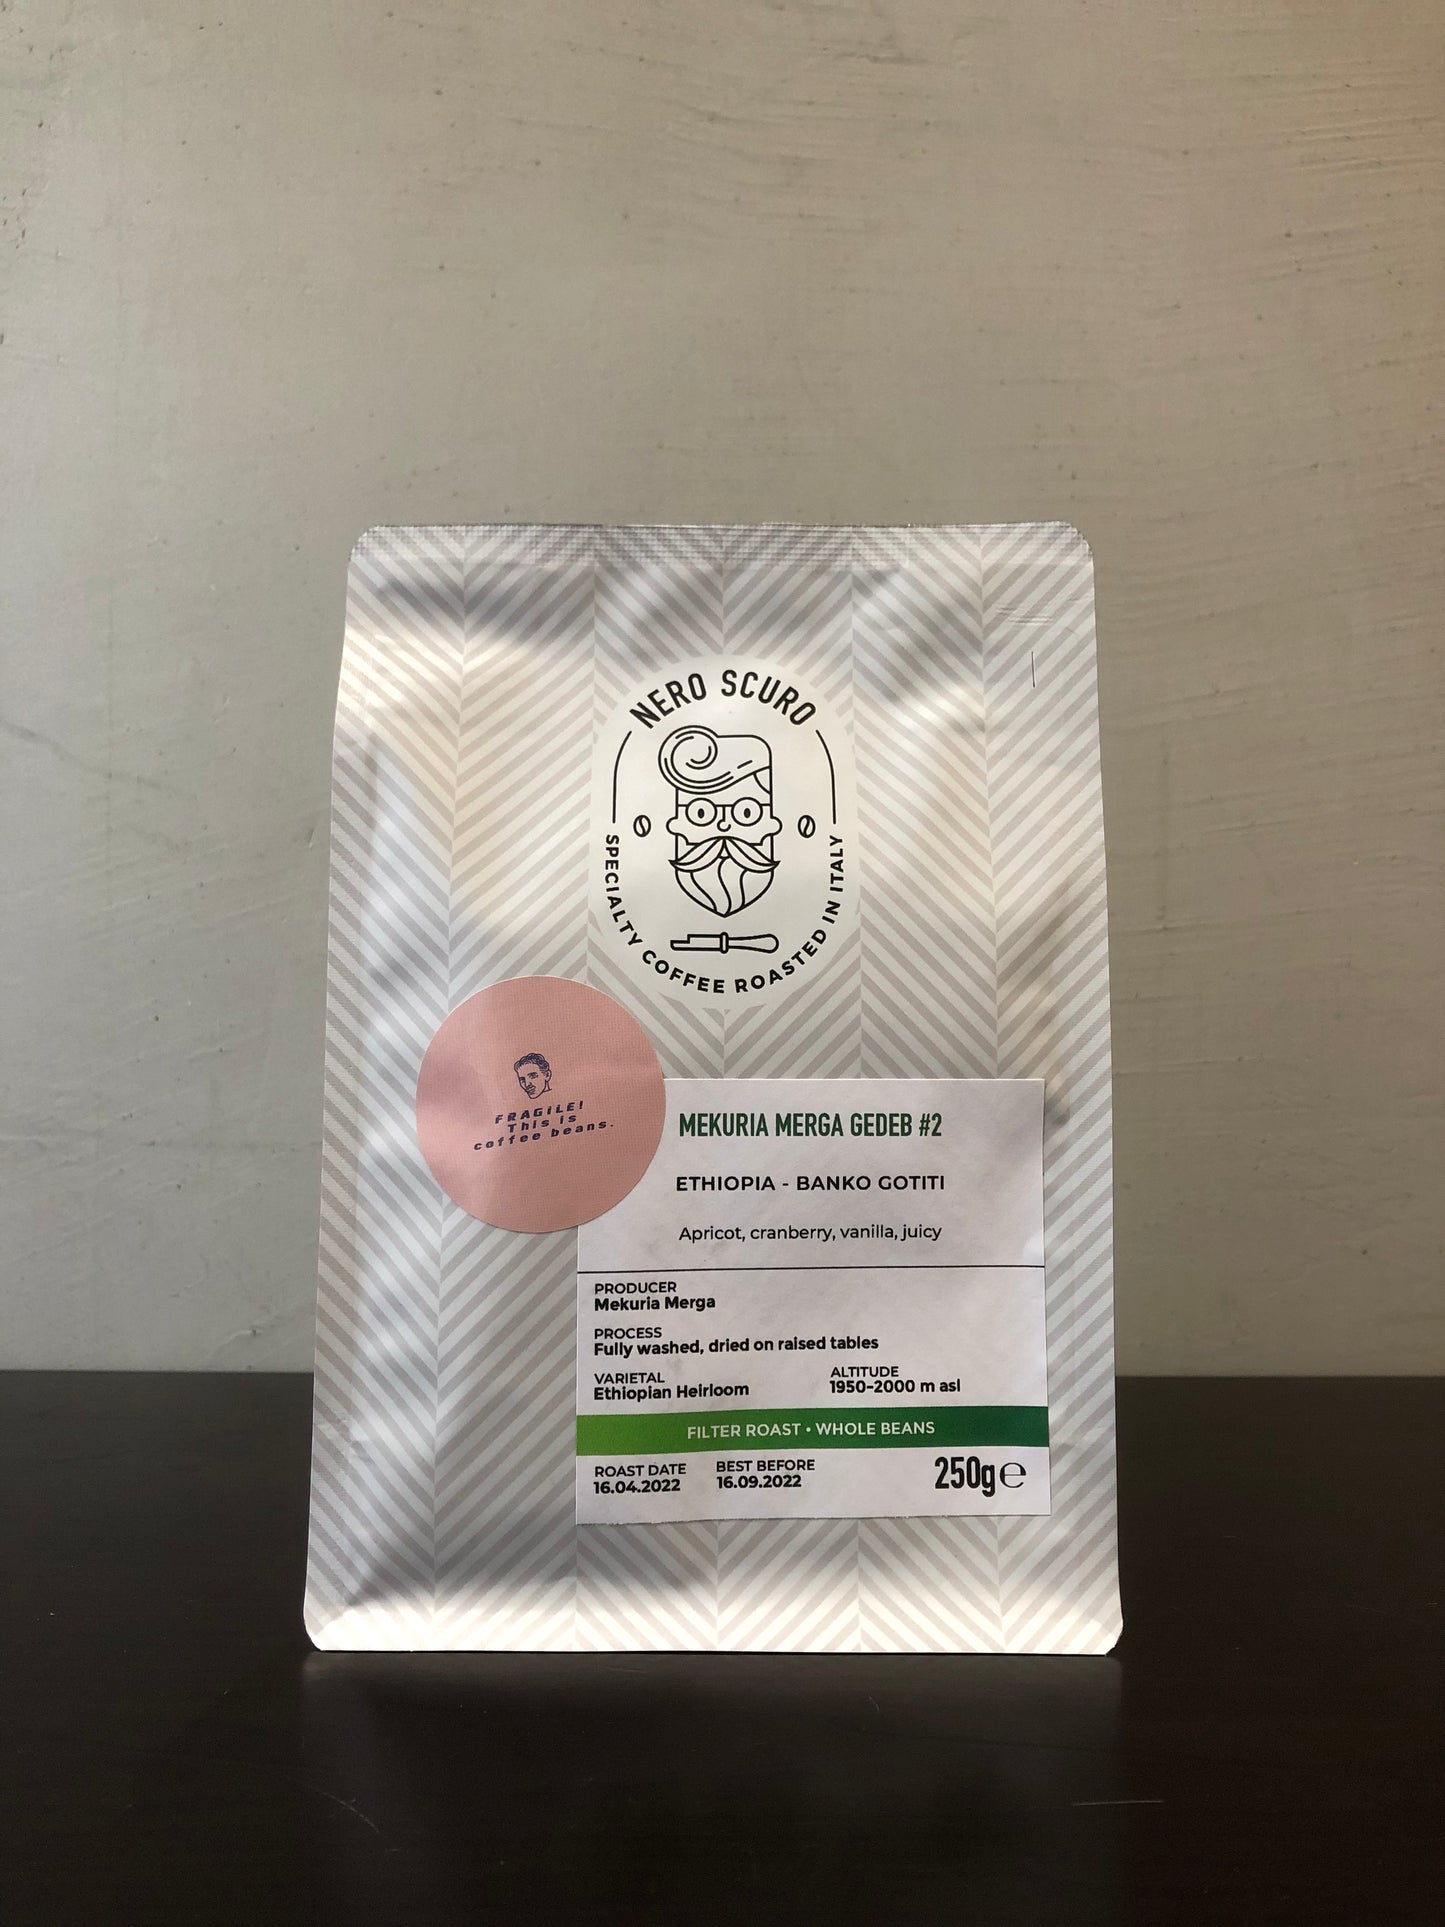 NERO SCURO
SPECIALTY COFFEE ROASTED IN ITALY
FRAGILE!
This is
coffee beans.
MEKURIA MERGA GEDEB #2
ETHIOPIA - BANKO GOTITI
Apricot, cranberry, vanilla, juicy
PRODUCER
Mekuria Merga
PROCESS
Fully washed, dried on raised tables
VARIETAL
Ethiopian Heirloom
ALTITUDE
1950-2000 m asl
FILTER ROAST • WHOLE BEANS
ROAST DATE
16.04.2022
BEST BEFORE
16.09.2022
250g℮